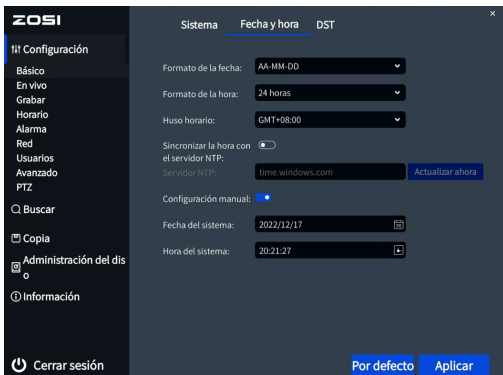 ZOSI
Configuración
Básico
En vivo
Grabar
Horario
Alarma
Red
Usuarios
Avanzado
PTZ
Buscar
Copia
Administración del dis
o
Información
Cerrar sesión
Sistema Fecha y hora DST
Formato de la fecha: AA-MM-DD
Formato de la hora: 24 horas
Huso horario: GMT+08:00
Sincronizar la hora con
el servidor NTP:
Servidor NTP: time.windows.com Actualizar ahora
Configuración manual:
Fecha del sistema: 2022/12/17
Hora del sistema: 20:21:27
Por defecto Aplicar